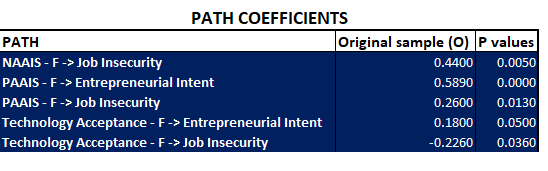 PATH COEFFICIENTS
PATH Original sample (O) P values
NAAIS - F -> Job Insecurity 0.4400 0.0050
PAAIS - F -> Entrepreneurial Intent 0.5890 0.0000
PAAIS - F -> Job Insecurity 0.2600 0.0130
Technology Acceptance - F -> Entrepreneurial Intent 0.1800 0.0500
Technology Acceptance - F -> Job Insecurity -0.2260 0.0360